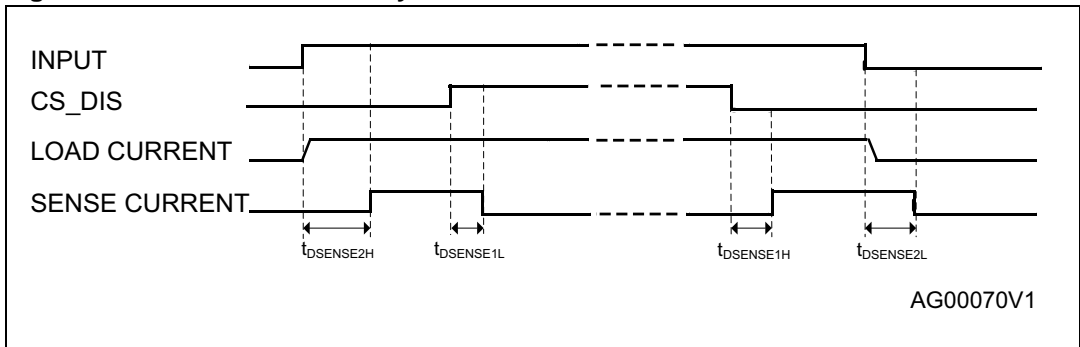 INPUT
CS_DIS
LOAD CURRENT
SENSE CURRENT
tDSENSE2H tDSENSE1L tDSENSE1H tDSENSE2L
AG00070V1